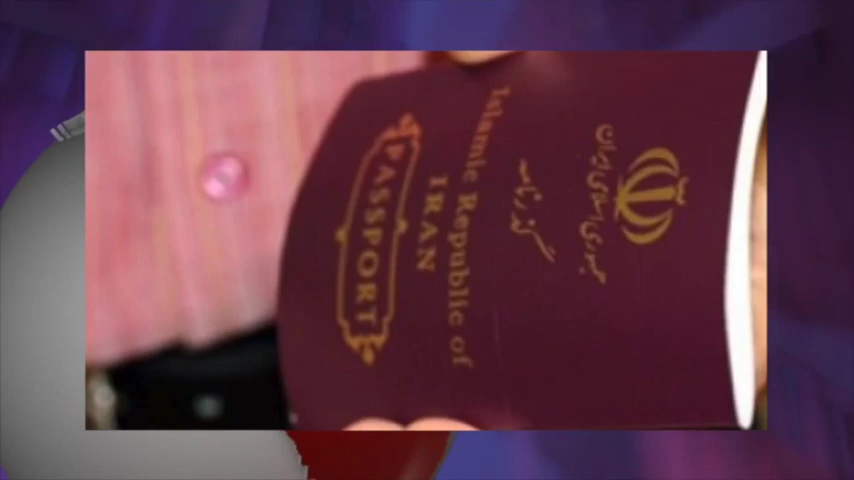 جمهوری اسلامی ایران
گذرنامه
Islamic Republic of
IRAN
PASSPORT